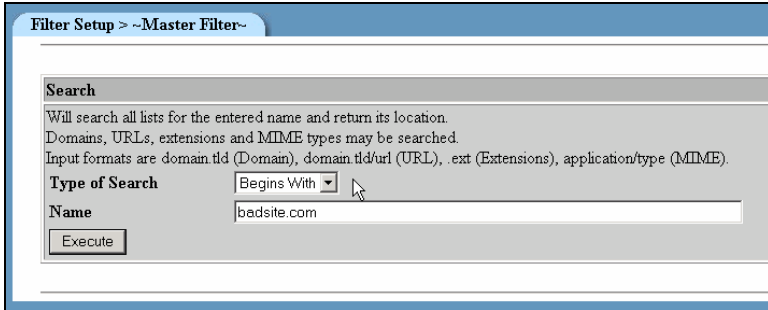 Filter Setup > ~Master Filter~
Search
Will search all lists for the entered name and return its location.
Domains, URLs, extensions and MIME types may be searched.
Input formats are domain.tld (Domain), domain.tld/url (URL), .ext (Extensions), application/type (MIME).
Type of Search Begins With
Name badsite.com
Execute